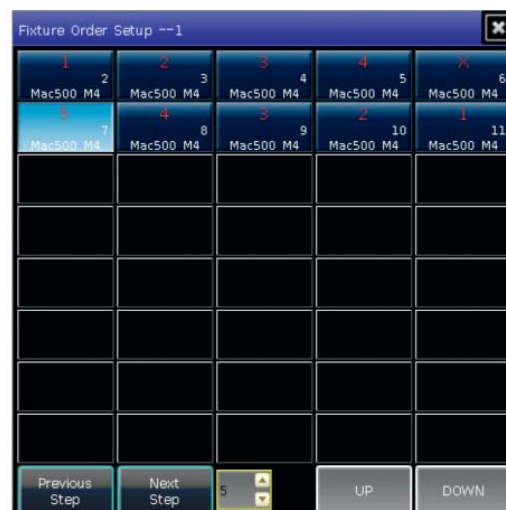 Fixture Order Setup --1
1 2 3 4 X
2 3 4 5 6
Mac500 M4 Mac500 M4 Mac500 M4 Mac500 M4 Mac500 M4
5 4 3 2 1
7 8 9 10 11
Mac500 M4 Mac500 M4 Mac500 M4 Mac500 M4 Mac500 M4
Previous Next
Step Step 5 UP DOWN